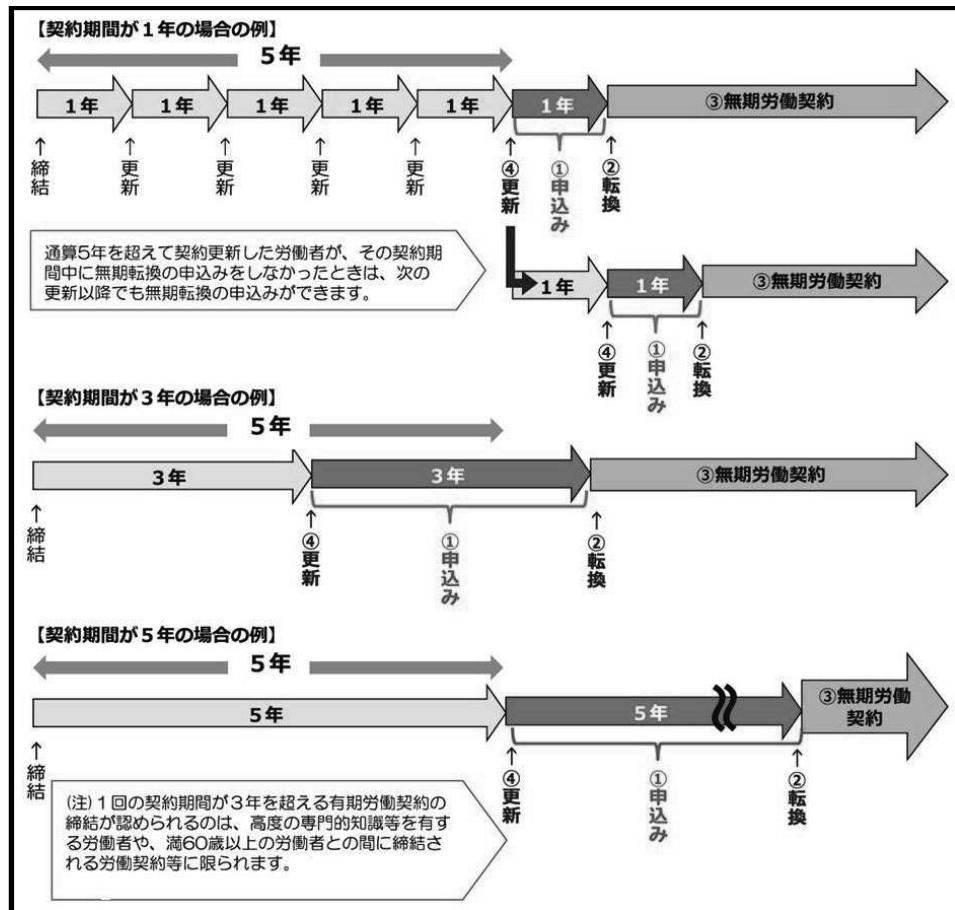 【契約期間が1年の場合の例】
5年
1年 1年 1年 1年 1年 1年 ③無期労働契約
↑締結 ↑更新 ↑更新 ↑更新 ↑更新 ↑④更新 ①申込み ↑②転換
通算5年を超えて契約更新した労働者が、その契約期
間中に無期転換の申込みをしなかったときは、次の
更新以降でも無期転換の申込みができます。
1年 1年 ③無期労働契約
↑④更新 ①申込み ↑②転換
【契約期間が3年の場合の例】
5年
3年 3年 ③無期労働契約
↑締結 ↑④更新 ①申込み ↑②転換
【契約期間が5年の場合の例】
5年
5年 5年 ③無期労働
契約
↑締結 ↑④更新 ①申込み ↑②転換
(注)1回の契約期間が3年を超える有期労働契約の
締結が認められるのは、高度の専門的知識等を有す
る労働者や、満60歳以上の労働者との間に締結さ
れる労働契約等に限られます。